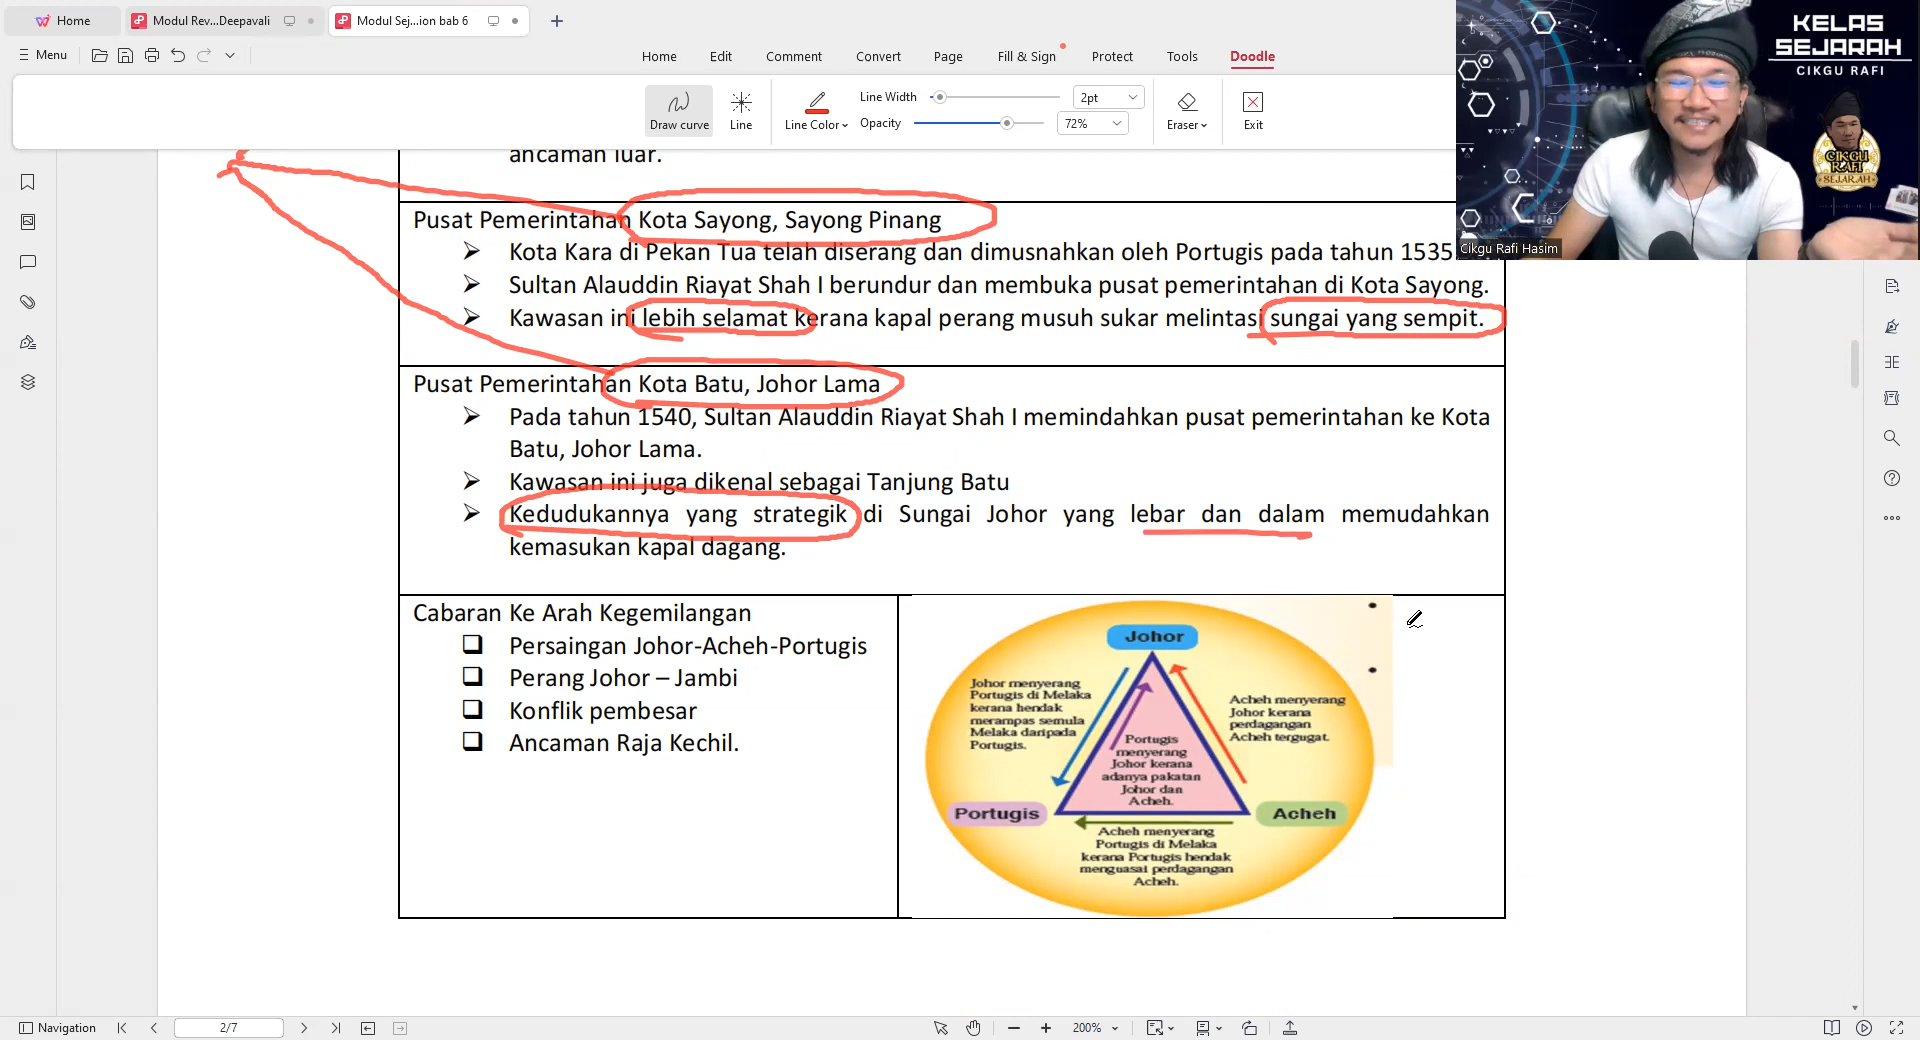 Home
Modul Rev...Deepavali
Modul Sej...ion bab 6
Menu
Home
Edit
Comment
Convert
Page
Fill & Sign
Protect
Tools
Doodle
Draw curve
Line
Line Color
Line Width
2pt
Opacity
72%
Eraser
Exit
KELAS
SEJARAH
CIKGU RAFI
CIKGU
RAFI
SEJARAH
Cikgu Rafi Hasim
ancaman luar.
Pusat Pemerintahan Kota Sayong, Sayong Pinang
Kota Kara di Pekan Tua telah diserang dan dimusnahkan oleh Portugis pada tahun 1535
Sultan Alauddin Riayat Shah I berundur dan membuka pusat pemerintahan di Kota Sayong.
Kawasan ini lebih selamat kerana kapal perang musuh sukar melintasi sungai yang sempit.
Pusat Pemerintahan Kota Batu, Johor Lama
Pada tahun 1540, Sultan Alauddin Riayat Shah I memindahkan pusat pemerintahan ke Kota
Batu, Johor Lama.
Kawasan ini juga dikenal sebagai Tanjung Batu
Kedudukannya yang strategik di Sungai Johor yang lebar dan dalam memudahkan
kemasukan kapal dagang.
Cabaran Ke Arah Kegemilangan
Persaingan Johor-Acheh-Portugis
Perang Johor – Jambi
Konflik pembesar
Ancaman Raja Kechil.
Johor
Johor menyerang
Portugis di Melaka
kerana hendak
merampas semula
Melaka daripada
Portugis.
Acheh menyerang
Johor kerana
perdagangan
Acheh tergugat.
Portugis
menyerang
Johor kerana
adanya pakatan
Johor dan
Acheh.
Portugis
Acheh
Acheh menyerang
Portugis di Melaka
kerana Portugis hendak
menguasai perdagangan
Acheh.
Navigation
2/7
200%